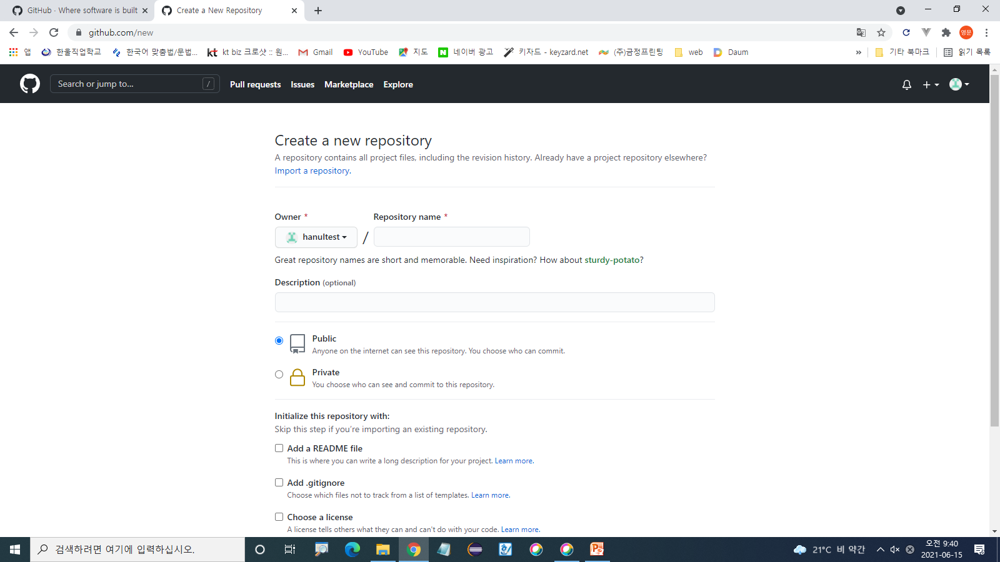 GitHub · Where software is built
Create a New Repository
github.com/new
영문
앱
한울직업학교
한국어 맞춤법/문법...
kt kt biz 크로샷 :: 원...
Gmail
YouTube
지도
N 네이버 광고
키자드 - keyzard.net
(주)금정프린팅
web
D Daum
»
기타 북마크
읽기 목록
Search or jump to...
/
Pull requests
Issues
Marketplace
Explore
Create a new repository
A repository contains all project files, including the revision history. Already have a project repository elsewhere?
Import a repository.
Owner *
Repository name *
hanultest
/
Great repository names are short and memorable. Need inspiration? How about sturdy-potato?
Description (optional)
Public
Anyone on the internet can see this repository. You choose who can commit.
Private
You choose who can see and commit to this repository.
Initialize this repository with:
Skip this step if you're importing an existing repository.
Add a README file
This is where you can write a long description for your project. Learn more.
Add .gitignore
Choose which files not to track from a list of templates. Learn more.
Choose a license
A license tells others what they can and can't do with your code. Learn more.
검색하려면 여기에 입력하십시오.
21°C 비 약간
오전 9:40
2021-06-15